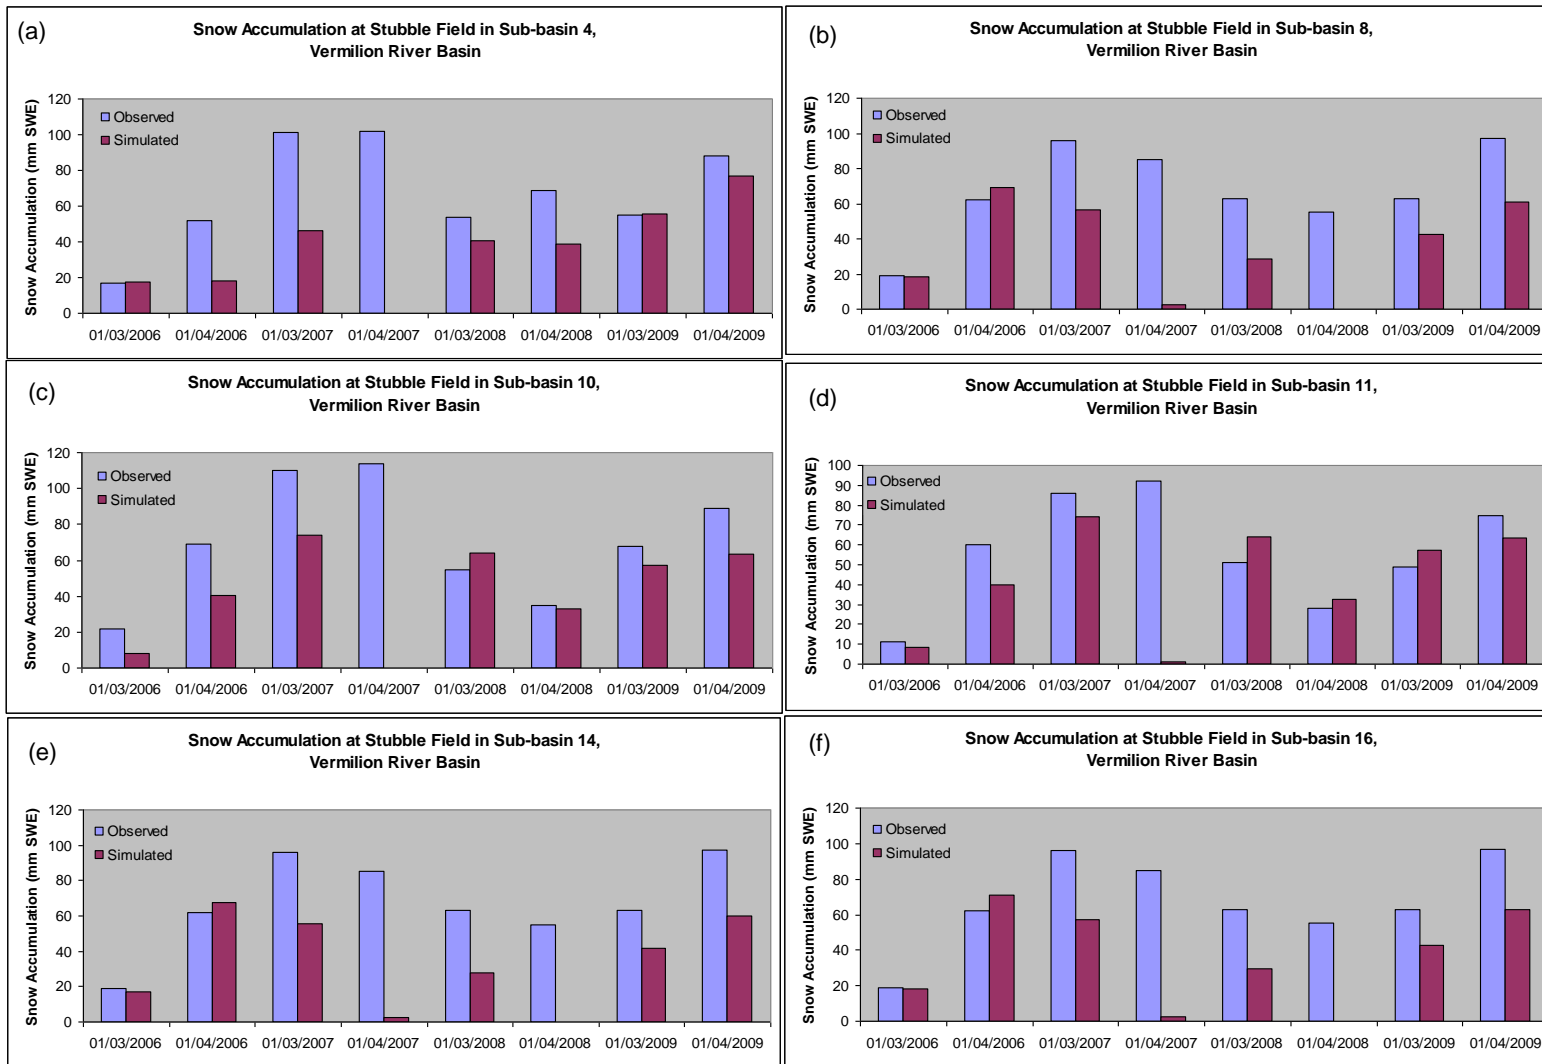 (a)
Snow Accumulation at Stubble Field in Sub-basin 4,
Vermilion River Basin
Snow Accumulation (mm SWE)
120
100
80
60
40
20
0
Observed
Simulated
01/03/2006 01/04/2006 01/03/2007 01/04/2007 01/03/2008 01/04/2008 01/03/2009 01/04/2009
(b)
Snow Accumulation at Stubble Field in Sub-basin 8,
Vermilion River Basin
Snow Accumulation (mm SWE)
120
100
80
60
40
20
0
Observed
Simulated
01/03/2006 01/04/2006 01/03/2007 01/04/2007 01/03/2008 01/04/2008 01/03/2009 01/04/2009
(c)
Snow Accumulation at Stubble Field in Sub-basin 10,
Vermilion River Basin
Snow Accumulation (mm SWE)
120
100
80
60
40
20
0
Observed
Simulated
01/03/2006 01/04/2006 01/03/2007 01/04/2007 01/03/2008 01/04/2008 01/03/2009 01/04/2009
(d)
Snow Accumulation at Stubble Field in Sub-basin 11,
Vermilion River Basin
Snow Accumulation (mm SWE)
100
90
80
70
60
50
40
30
20
10
0
Observed
Simulated
01/03/2006 01/04/2006 01/03/2007 01/04/2007 01/03/2008 01/04/2008 01/03/2009 01/04/2009
(e)
Snow Accumulation at Stubble Field in Sub-basin 14,
Vermilion River Basin
Snow Accumulation (mm SWE)
120
100
80
60
40
20
0
Observed
Simulated
01/03/2006 01/04/2006 01/03/2007 01/04/2007 01/03/2008 01/04/2008 01/03/2009 01/04/2009
(f)
Snow Accumulation at Stubble Field in Sub-basin 16,
Vermilion River Basin
Snow Accumulation (mm SWE)
120
100
80
60
40
20
0
Observed
Simulated
01/03/2006 01/04/2006 01/03/2007 01/04/2007 01/03/2008 01/04/2008 01/03/2009 01/04/2009